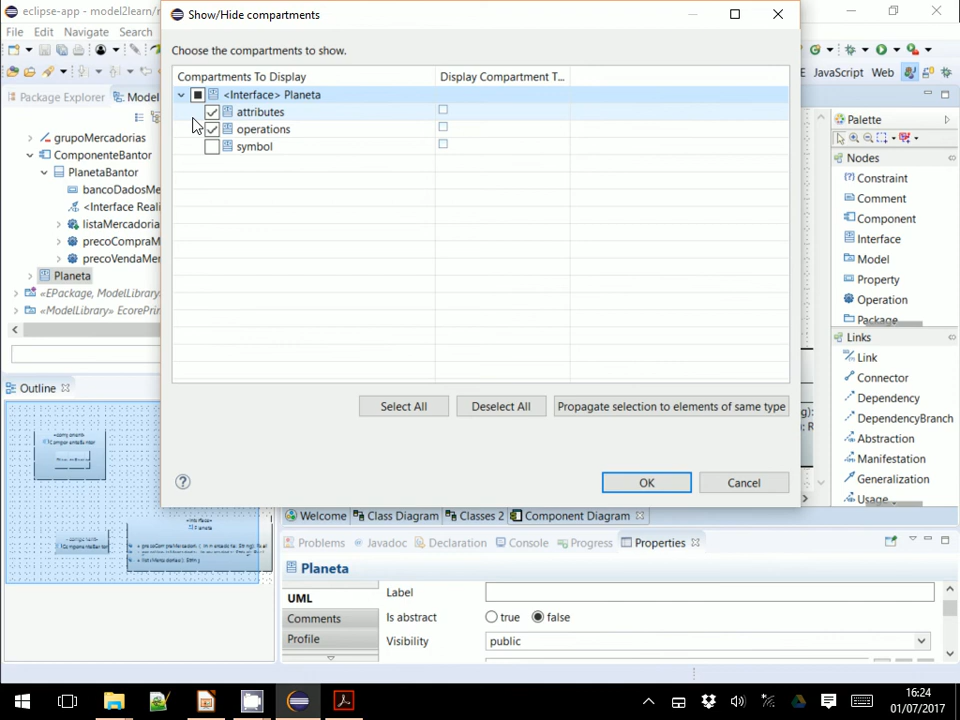 eclipse-app - model2learn/m
Show/Hide compartments
File Edit Navigate Search
Choose the compartments to show.
Compartments To Display
Display Compartment T...
JavaScript Web
Package Explorer
Model
<Interface> Planeta
attributes
operations
symbol
Palette
grupoMercadorias
ComponenteBantor
PlanetaBantor
bancoDadosMe
<Interface Reali
listaMercadoria
precoCompraM
precoVendaMer
Planeta
«EPackage, ModelLibrary
«ModelLibrary» EcorePrin
Nodes
Constraint
Comment
Component
Interface
Model
Property
Operation
Package
Links
Link
Connector
Dependency
DependencyBranch
Abstraction
Manifestation
Generalization
Usage
Outline
Select All
Deselect All
Propagate selection to elements of same type
OK
Cancel
Welcome
Class Diagram
Classes 2
Component Diagram
Problems
Javadoc
Declaration
Console
Progress
Properties
Planeta
UML
Comments
Profile
Label
Is abstract
true
false
Visibility
public
16:24
01/07/2017